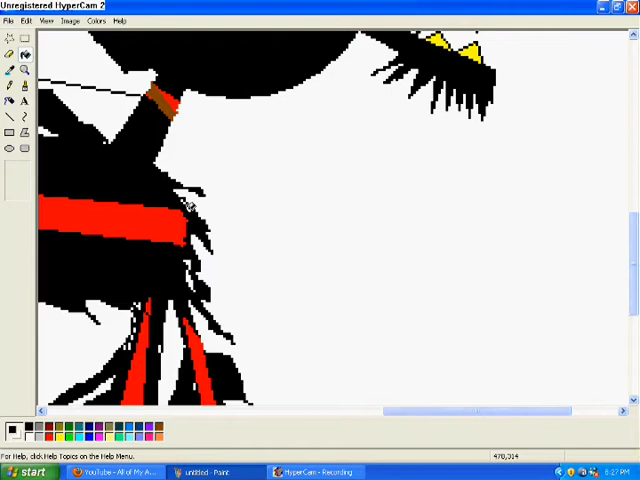 Unregistered HyperCam 2
File Edit View Image Colors Help
A
For Help, click Help Topics on the Help Menu.
470,314
start
YouTube - All of My A...
untitled - Paint
HyperCam - Recording
6:27 PM